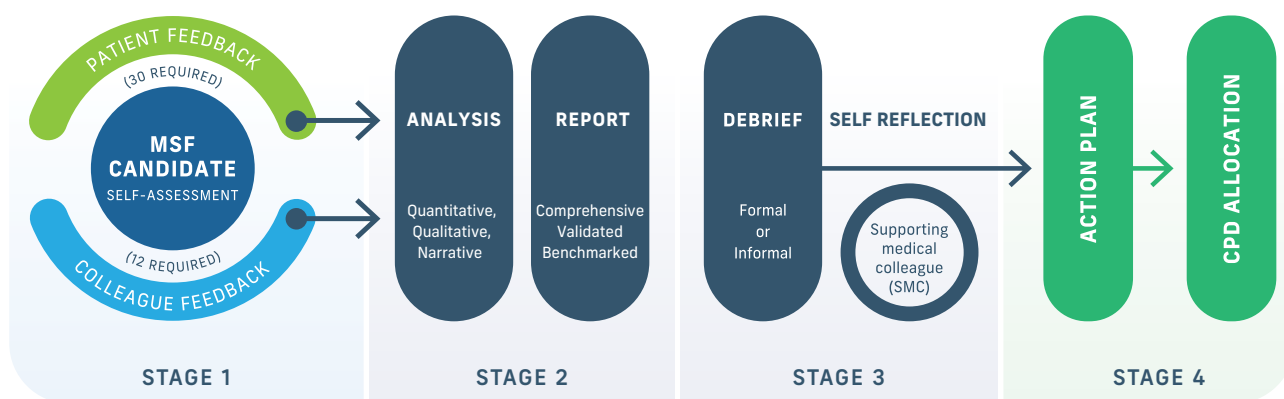 PATIENT FEEDBACK
(30 REQUIRED)
MSF
CANDIDATE
SELF-ASSESSMENT
(12 REQUIRED)
COLLEAGUE FEEDBACK
STAGE 1
ANALYSIS
Quantitative,
Qualitative,
Narrative
REPORT
Comprehensive
Validated
Benchmarked
STAGE 2
DEBRIEF
Formal
or
Informal
SELF REFLECTION
Supporting
medical
colleague
(SMC)
STAGE 3
ACTION PLAN
CPD ALLOCATION
STAGE 4